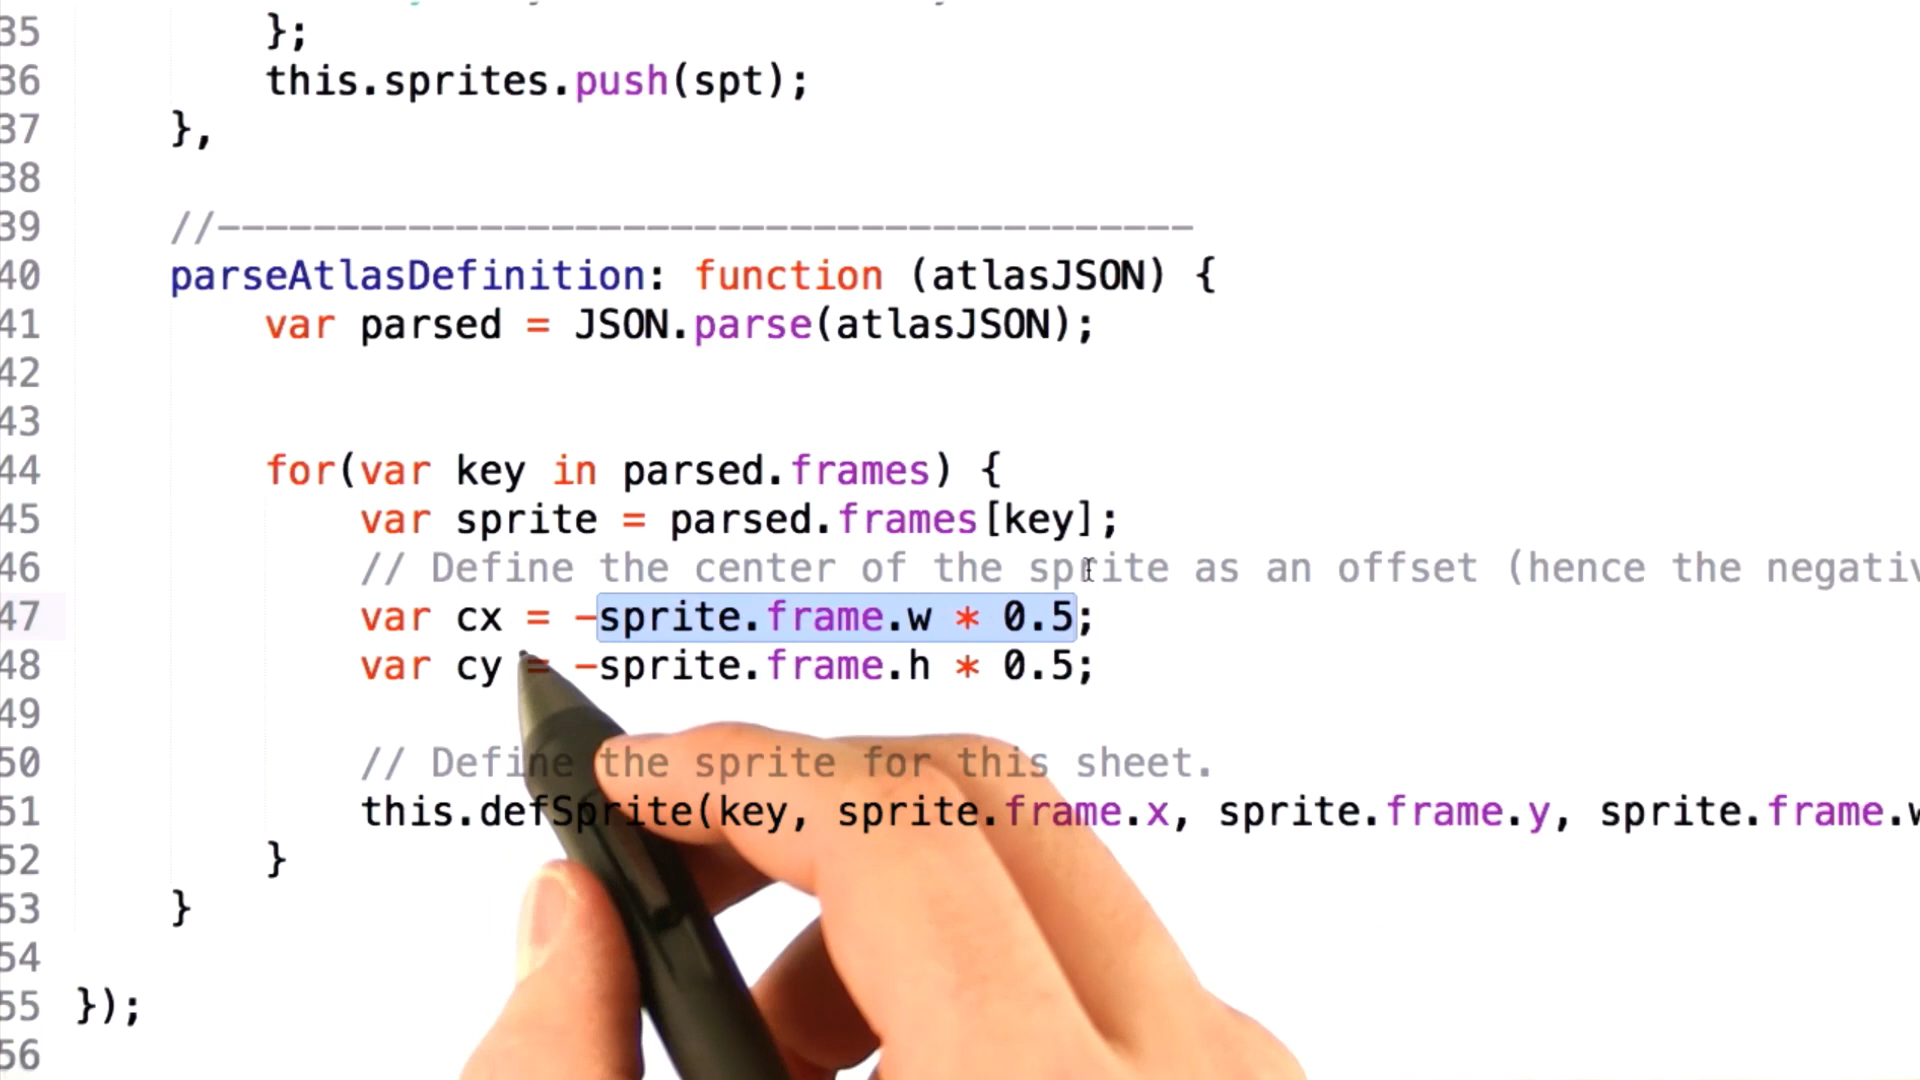 35 };
36 this.sprites.push(spt);
37 },
38
39 //-----------------------------------------
40 parseAtlasDefinition: function (atlasJSON) {
41 var parsed = JSON.parse(atlasJSON);
42
43
44 for(var key in parsed.frames) {
45 var sprite = parsed.frames[key];
46 // Define the center of the sprite as an offset (hence the negativ
47 var cx = -sprite.frame.w * 0.5;
48 var cy = -sprite.frame.h * 0.5;
49
50 // Define the sprite for this sheet.
51 this.defSprite(key, sprite.frame.x, sprite.frame.y, sprite.frame.w
52 }
53 }
54
55 });
56